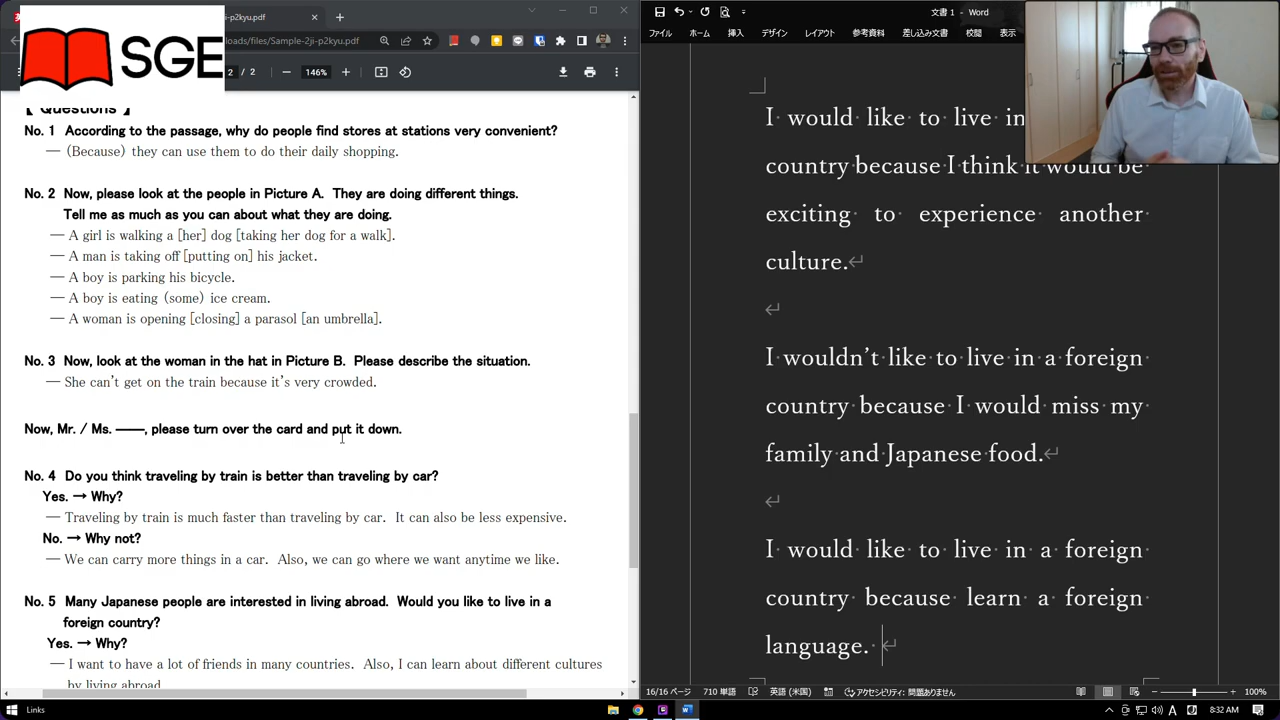 ji-p2kyu.pdf
loads/files/Sample-2ji-p2kyu.pdf
SGE
2 / 2
146%
【 Questions 】
No. 1 According to the passage, why do people find stores at stations very convenient?
— (Because) they can use them to do their daily shopping.
No. 2 Now, please look at the people in Picture A. They are doing different things.
Tell me as much as you can about what they are doing.
— A girl is walking a [her] dog [taking her dog for a walk].
— A man is taking off [putting on] his jacket.
— A boy is parking his bicycle.
— A boy is eating (some) ice cream.
— A woman is opening [closing] a parasol [an umbrella].
No. 3 Now, look at the woman in the hat in Picture B. Please describe the situation.
— She can't get on the train because it's very crowded.
Now, Mr. / Ms. ——, please turn over the card and put it down.
No. 4 Do you think traveling by train is better than traveling by car?
Yes. → Why?
— Traveling by train is much faster than traveling by car. It can also be less expensive.
No. → Why not?
— We can carry more things in a car. Also, we can go where we want anytime we like.
No. 5 Many Japanese people are interested in living abroad. Would you like to live in a
foreign country?
Yes. → Why?
— I want to have a lot of friends in many countries. Also, I can learn about different cultures
by living abroad.
文書 1 - Word
ファイル ホーム 挿入 デザイン レイアウト 参考資料 差し込み文書 校閲 表示
I would like to live in
country because I think it would be
exciting to experience another
culture.
I wouldn't like to live in a foreign
country because I would miss my
family and Japanese food.
I would like to live in a foreign
country because learn a foreign
language.
16/16 ページ 710 単語 英語 (米国) アクセシビリティ: 問題ありません 100%
Links
A
8:32 AM